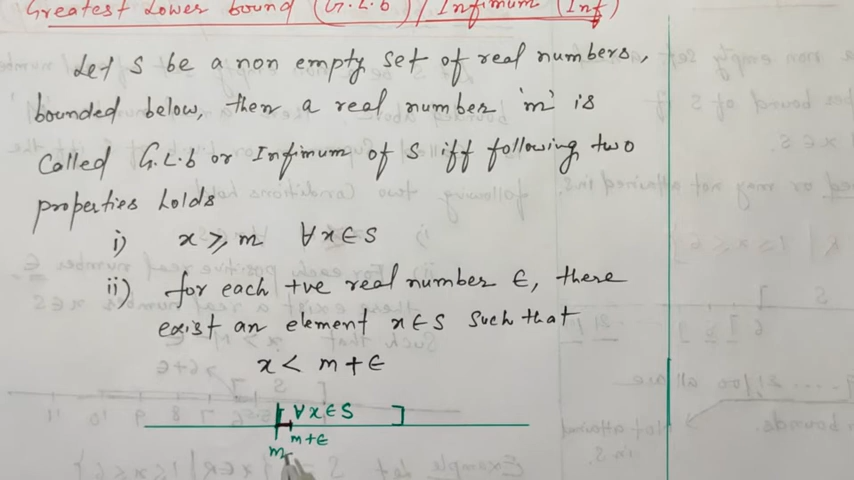 Greatest Lower bound (G.L.b) / Infimum (Inf)
Let S be a non empty set of real numbers,
bounded below, then a real number 'm' is
Called G.L.b or Infimum of S iff following two
properties holds
i) x ⩾ m ∀ x ∈ S
ii) for each +ve real number ∈, there
exist an element x ∈ S Such that
x < m + ∈
[ ∀ x ∈ S ]
m+∈
m